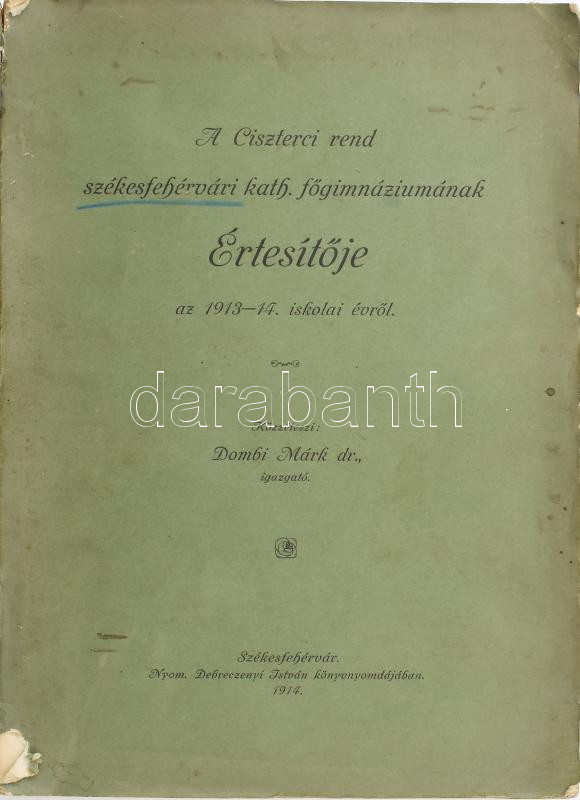 A Ciszterci rend
székesfehérvári kath. főgimnáziumának
Értesítője
az 1913—14. iskolai évről.
darabanth
Közzéteszi:
Dombi Márk dr.,
igazgató.
Székesfehérvár.
Nyom. Debreczenyi István könyvnyomdájában.
1914.